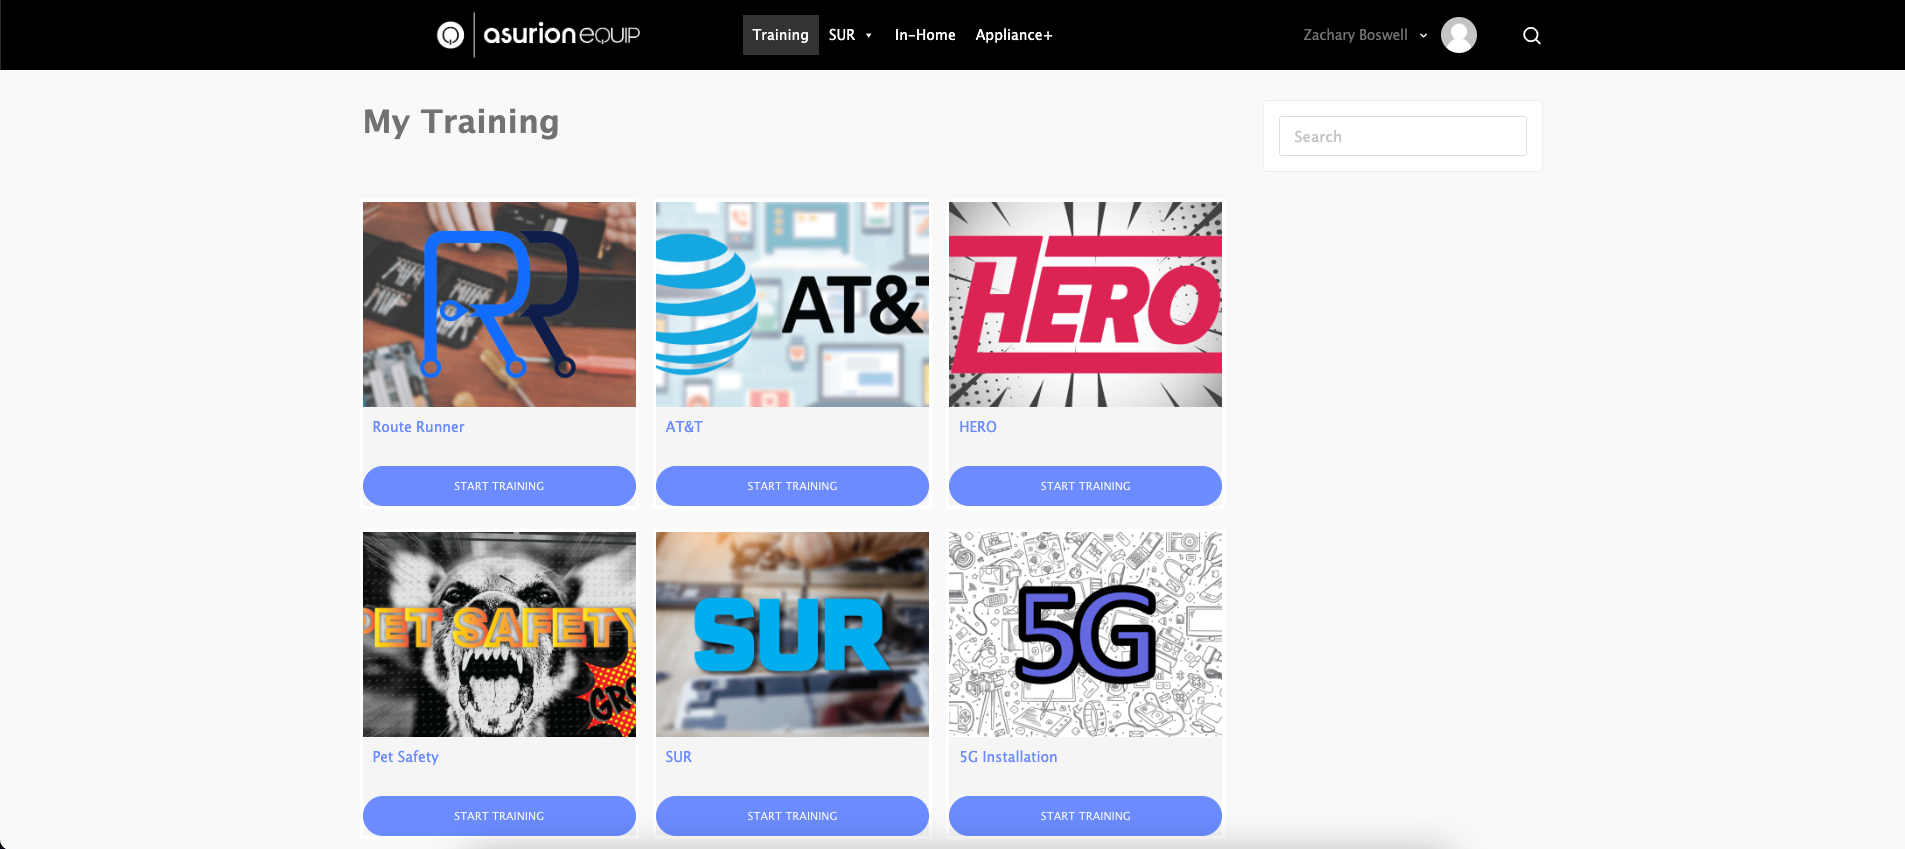 asurion EQUIP
Training SUR In-Home Appliance+
Zachary Boswell
My Training
Search
RR AT&T HERO
Route Runner AT&T HERO
START TRAINING START TRAINING START TRAINING
PET SAFETY SUR 5G
GRO
Pet Safety SUR 5G Installation
START TRAINING START TRAINING START TRAINING